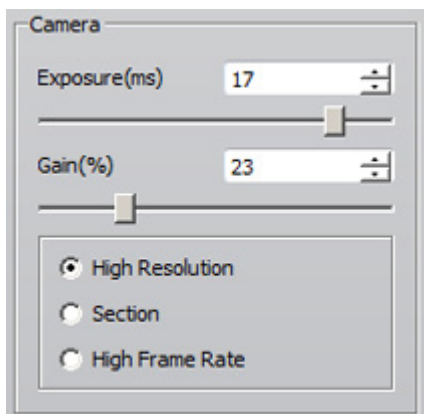 Camera
Exposure(ms) 17
Gain(%) 23
High Resolution
Section
High Frame Rate